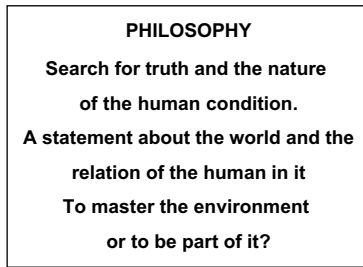 PHILOSOPHY
Search for truth and the nature
of the human condition.
A statement about the world and the
relation of the human in it
To master the environment
or to be part of it?